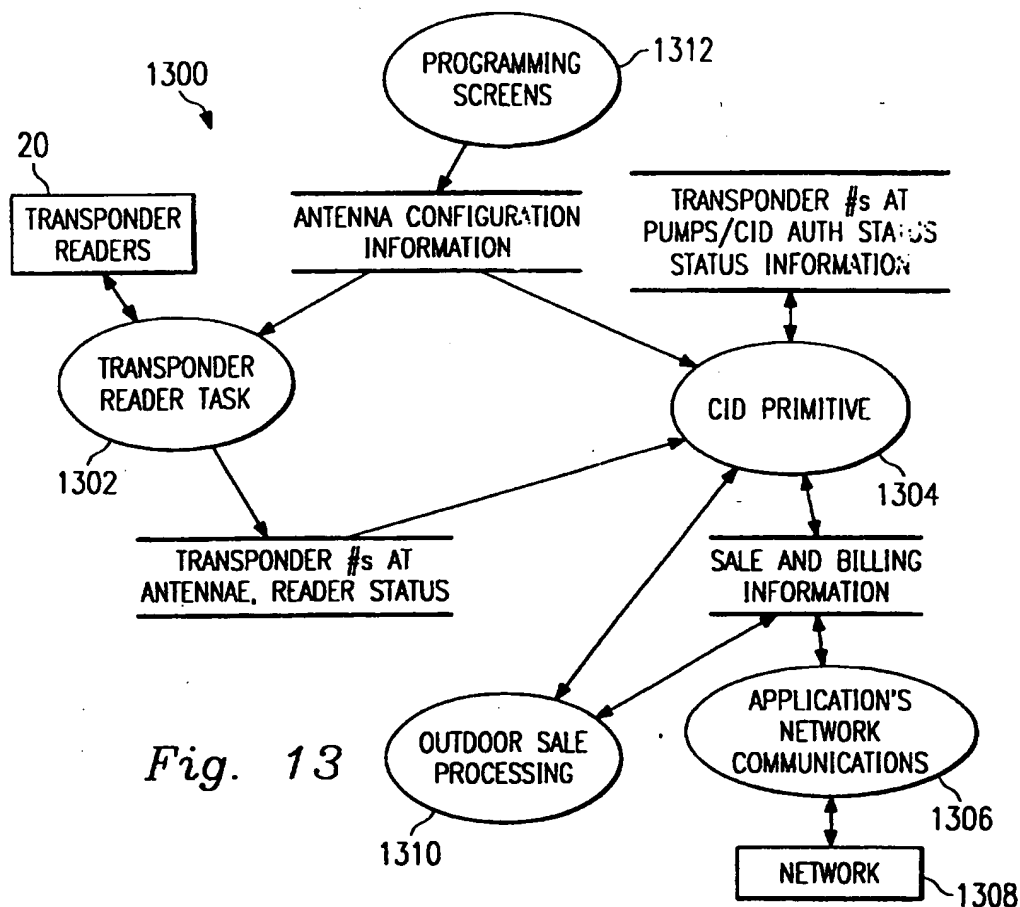 PROGRAMMING
SCREENS
1312
1300
20
TRANSPONDER
READERS
ANTENNA CONFIGURATION
INFORMATION
TRANSPONDER #s AT
PUMPS/CID AUTH STATUS
STATUS INFORMATION
TRANSPONDER
READER TASK
1302
CID PRIMITIVE
1304
TRANSPONDER #s AT
ANTENNAE, READER STATUS
SALE AND BILLING
INFORMATION
OUTDOOR SALE
PROCESSING
1310
APPLICATION'S
NETWORK
COMMUNICATIONS
1306
Fig. 13
NETWORK
1308